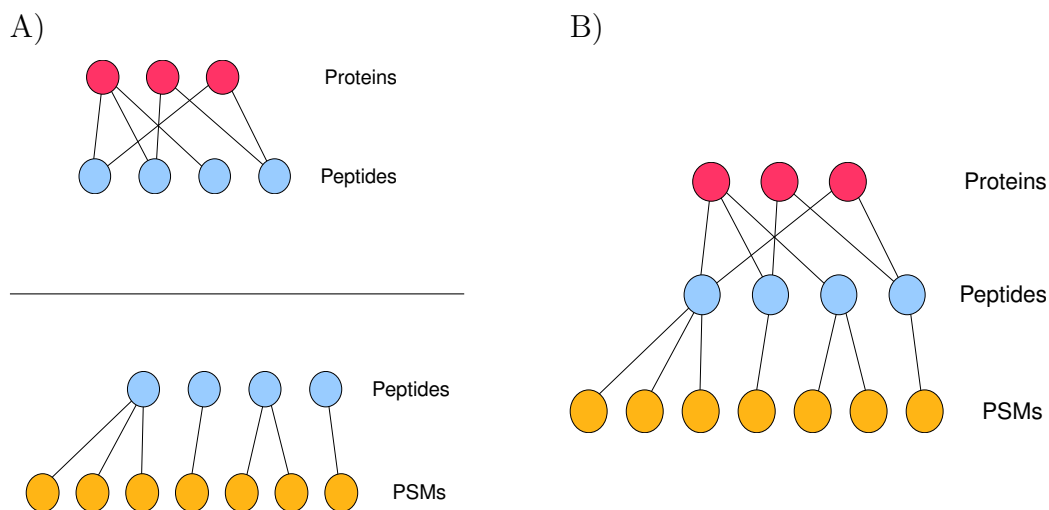 A)
Proteins
Peptides
Peptides
PSMs
B)
Proteins
Peptides
PSMs